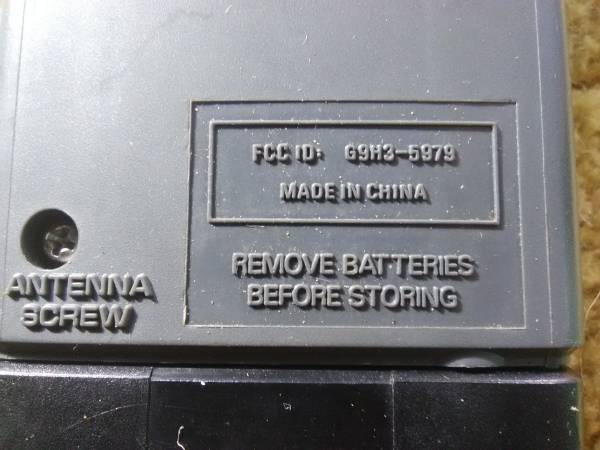 FCC ID: G9H3-5979
MADE IN CHINA
REMOVE BATTERIES
BEFORE STORING
ANTENNA
SCREW